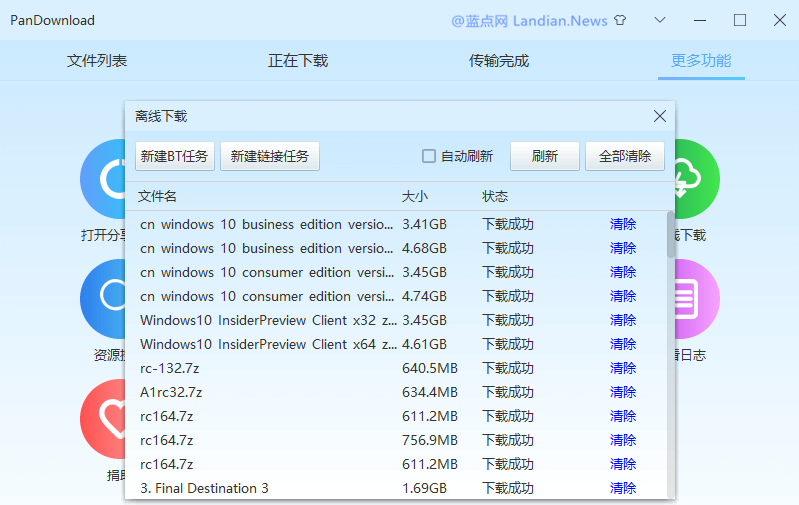 PanDownload
@蓝点网 Landian.News
文件列表 正在下载 传输完成 更多功能
离线下载
新建BT任务 新建链接任务 自动刷新 刷新 全部清除
文件名 大小 状态
cn windows 10 business edition versio... 3.41GB 下载成功 清除
打开分 线下载
cn windows 10 business edition versio... 4.68GB 下载成功 清除
cn windows 10 consumer edition versi... 3.45GB 下载成功 清除
cn windows 10 consumer edition versi... 4.74GB 下载成功 清除
Windows10 InsiderPreview Client x32 z... 3.45GB 下载成功 清除
Windows10 InsiderPreview Client x64 z... 4.61GB 下载成功 清除
资源 看日志
rc-132.7z 640.5MB 下载成功 清除
A1rc32.7z 634.4MB 下载成功 清除
rc164.7z 611.2MB 下载成功 清除
rc164.7z 756.9MB 下载成功 清除
rc164.7z 611.2MB 下载成功 清除
捐
3. Final Destination 3 1.69GB 下载成功 清除